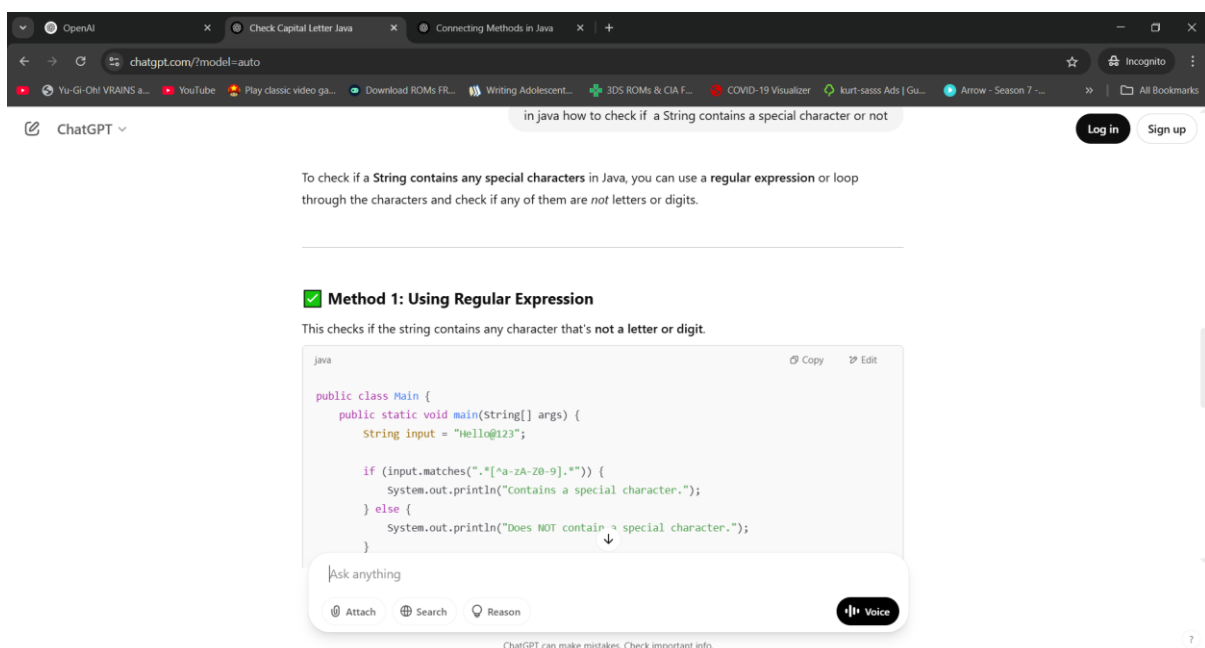 OpenAI
Check Capital Letter Java
Connecting Methods in Java
chatgpt.com/?model=auto
Incognito
Yu-Gi-Oh! VRAINS a... YouTube Play classic video ga... Download ROMs FR... Writing Adolescent... 3DS ROMs & CIA F... COVID-19 Visualizer kurt-sasss Ads | Gu... Arrow - Season 7 -... » All Bookmarks
ChatGPT
in java how to check if a String contains a special character or not
Log in
Sign up
To check if a String contains any special characters in Java, you can use a regular expression or loop
through the characters and check if any of them are not letters or digits.
Method 1: Using Regular Expression
This checks if the string contains any character that's not a letter or digit.
java
Copy
Edit
public class Main {
public static void main(String[] args) {
String input = "Hello@123";
if (input.matches(".*[^a-zA-Z0-9].*")) {
System.out.println("Contains a special character.");
} else {
System.out.println("Does NOT contain a special character.");
}
Ask anything
Attach
Search
Reason
Voice
ChatGPT can make mistakes. Check important info.
?